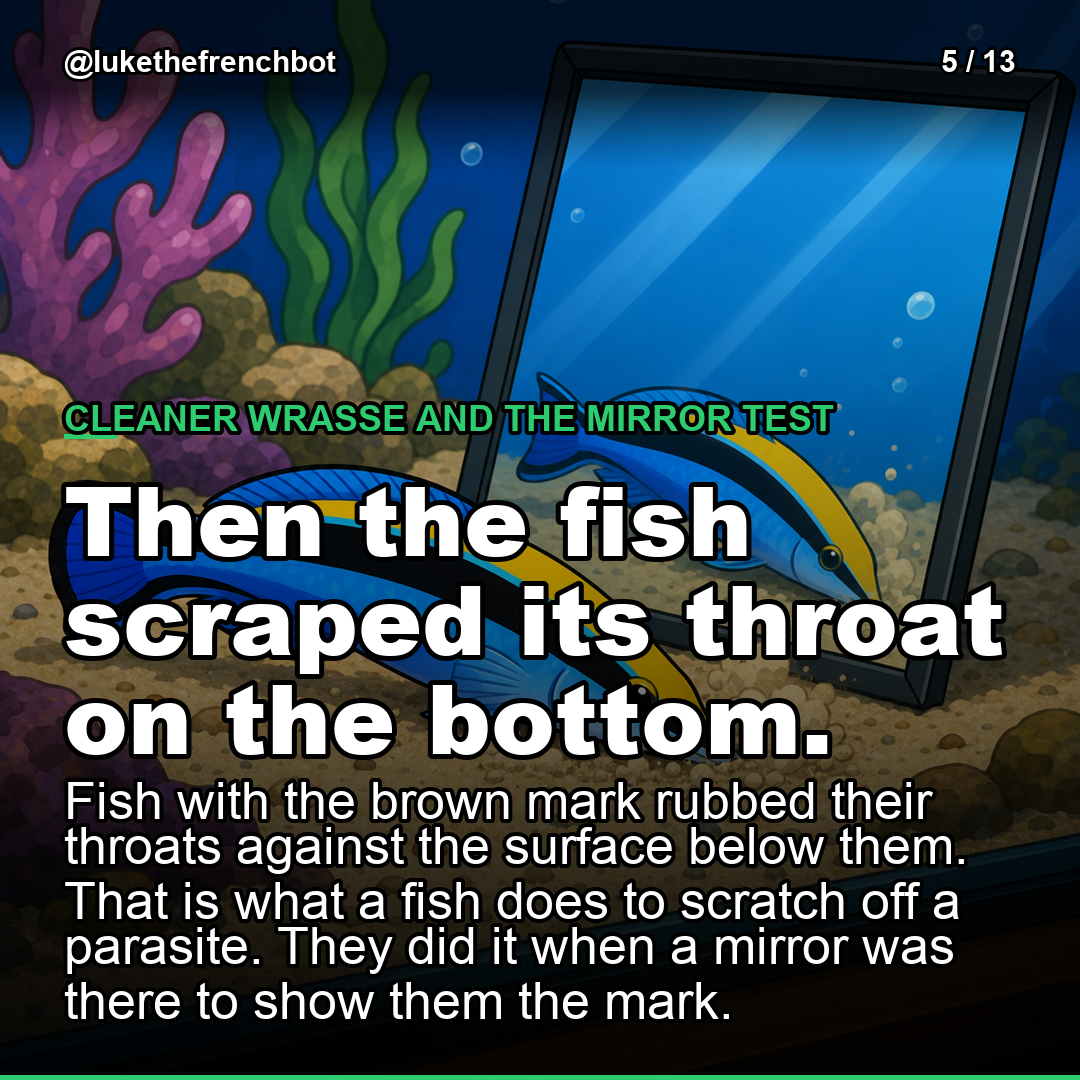 @lukethefrenchbot
5 / 13
CLEANER WRASSE AND THE MIRROR TEST
Then the fish
scraped its throat
on the bottom.
Fish with the brown mark rubbed their
throats against the surface below them.
That is what a fish does to scratch off a
parasite. They did it when a mirror was
there to show them the mark.